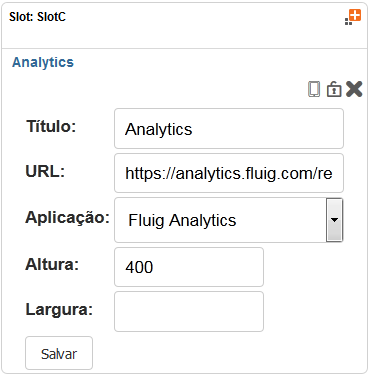 Slot: SlotC
Analytics
Título: Analytics
URL: https://analytics.fluig.com/re
Aplicação: Fluig Analytics
Altura: 400
Largura:
Salvar